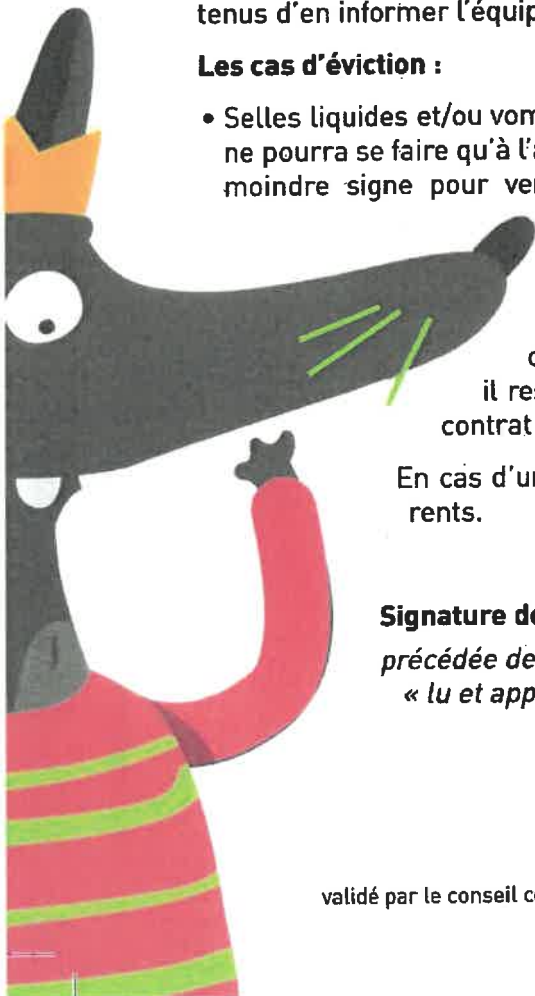 tenus d'en informer l'équip
Les cas d'éviction :
• Selles liquides et/ou vom
ne pourra se faire qu'à l'a
moindre signe pour ver
il res
contrat
En cas d'un
rents.
Signature de
précédée de
« lu et app
validé par le conseil c